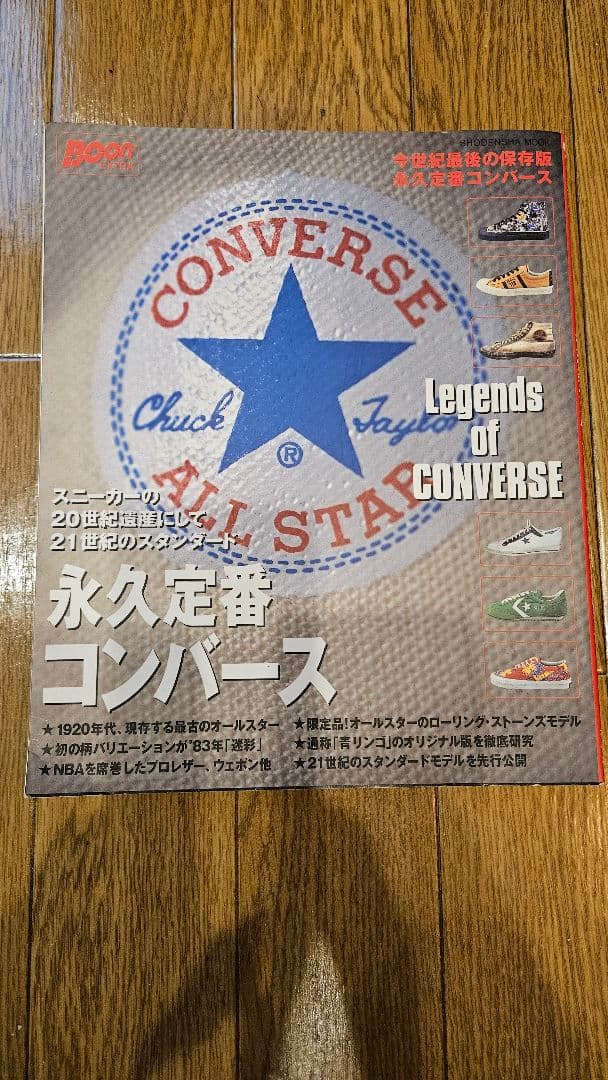 Boon
SHODENSHA MOOK
今世紀最後の保存版
永久定番コンバース
CONVERSE
Chuck Taylor
®
ALL STAR
Legends
of
CONVERSE
スニーカーの
20世紀遺産にして
21世紀のスタンダード
永久定番
コンバース
★1920年代、現存する最古のオールスター
★初の柄バリエーションが'83年「迷彩」
★NBAを席巻したプロレザー、ウェポン他
★限定品!オールスターのローリング・ストーンズモデル
★通称「青リンゴ」のオリジナル版を徹底研究
★21世紀のスタンダードモデルを先行公開